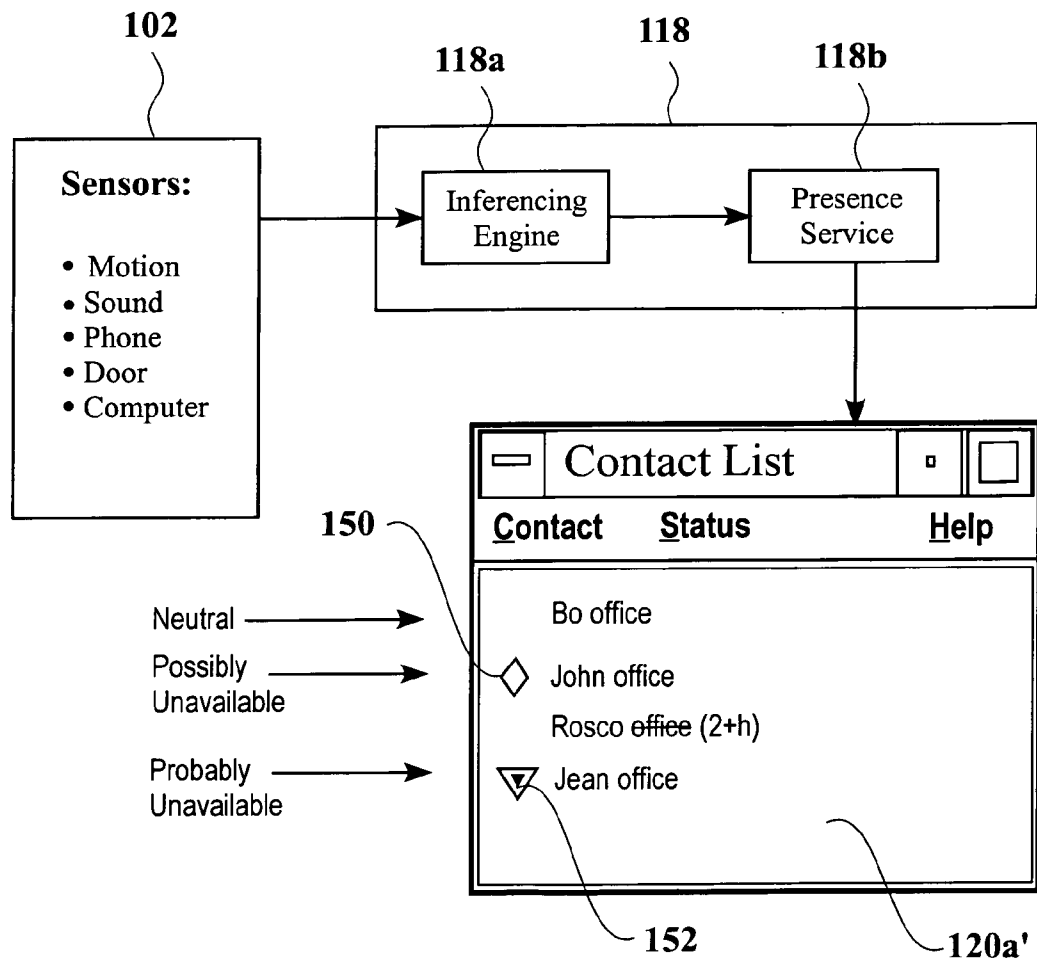 102
118a
118
118b
Sensors:
• Motion
• Sound
• Phone
• Door
• Computer
Inferencing
Engine
Presence
Service
Contact List
Contact Status Help
150
Neutral
Bo office
Possibly
Unavailable
John office
Rosco office (2+h)
Probably
Unavailable
Jean office
152
120a'